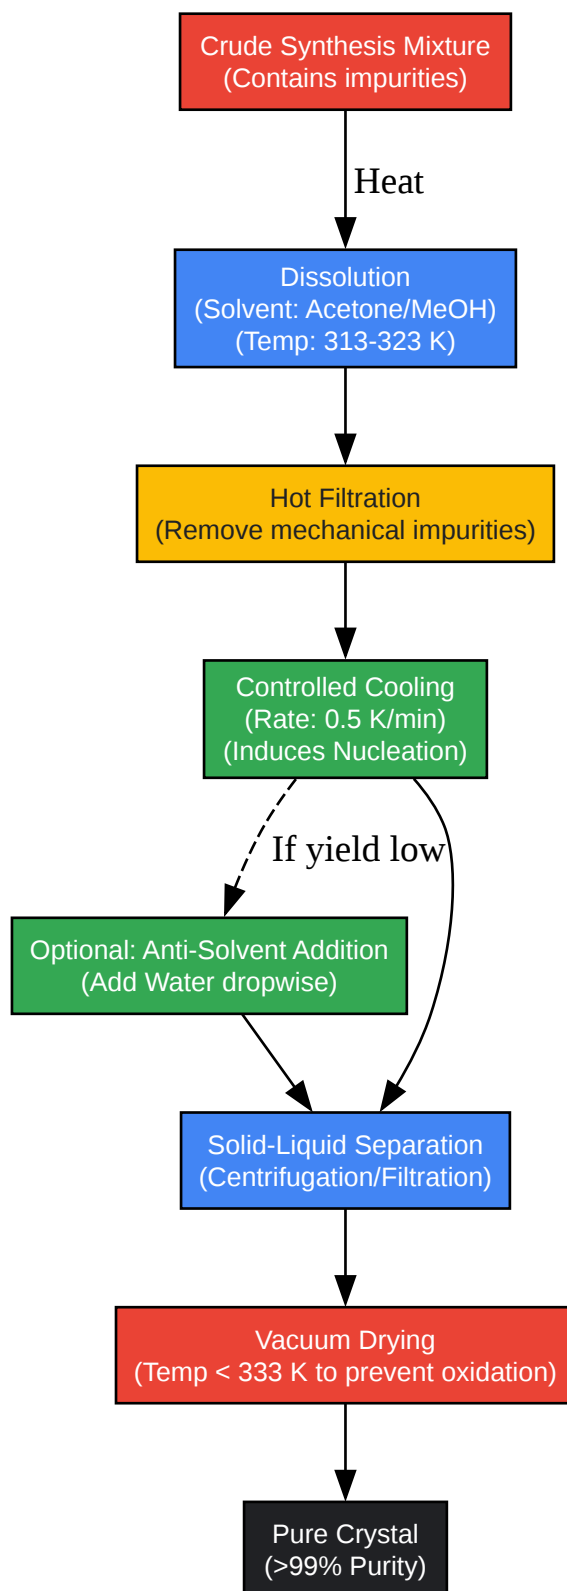 Crude Synthesis Mixture
(Contains impurities)
Heat
Dissolution
(Solvent: Acetone/MeOH)
(Temp: 313-323 K)
Hot Filtration
(Remove mechanical impurities)
Controlled Cooling
(Rate: 0.5 K/min)
(Induces Nucleation)
If yield low
Optional: Anti-Solvent Addition
(Add Water dropwise)
Solid-Liquid Separation
(Centrifugation/Filtration)
Vacuum Drying
(Temp < 333 K to prevent oxidation)
Pure Crystal
(>99% Purity)